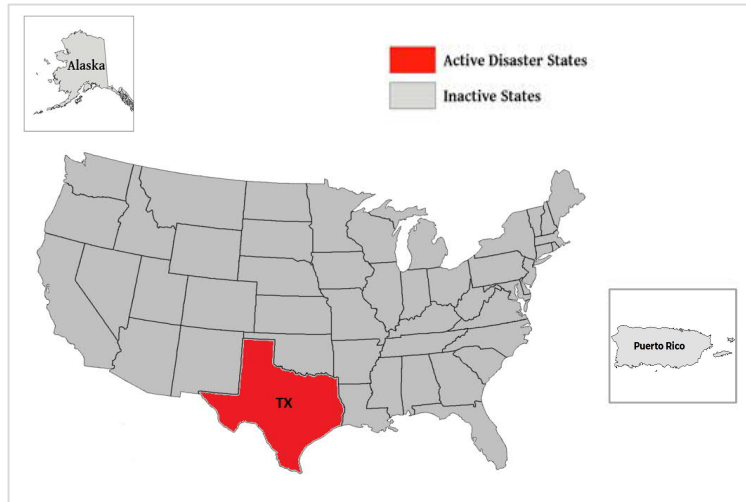 Alaska
Active Disaster States
Inactive States
Puerto Rico
TX